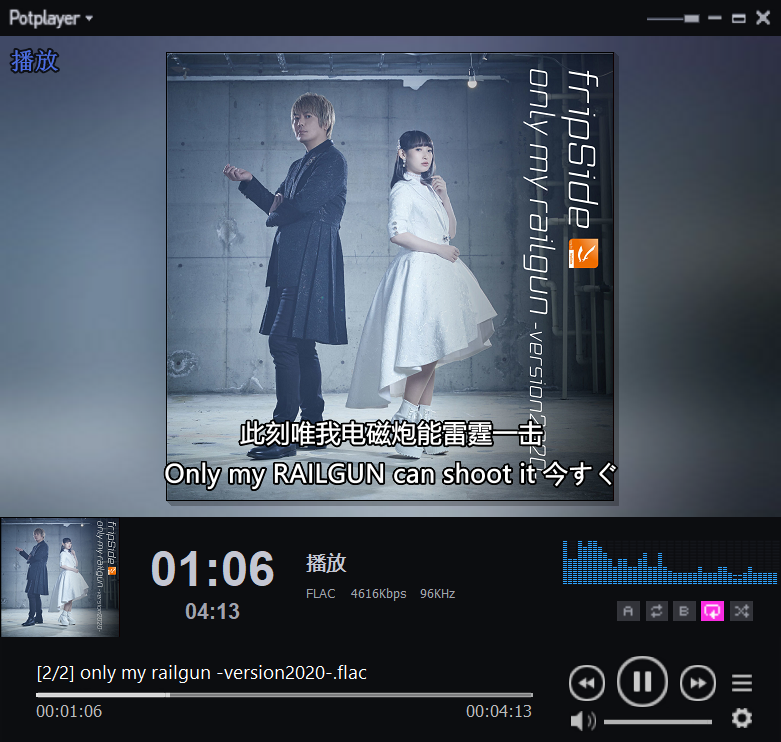 Potplayer
播放
fripSide
only my railgun -version2020-
此刻唯我电磁炮能雷霆一击
Only my RAILGUN can shoot it 今すぐ
fripSide
only my railgun -version2020-
01:06
04:13
播放
FLAC 4616Kbps 96KHz
A B
[2/2] only my railgun -version2020-.flac
00:01:06 00:04:13